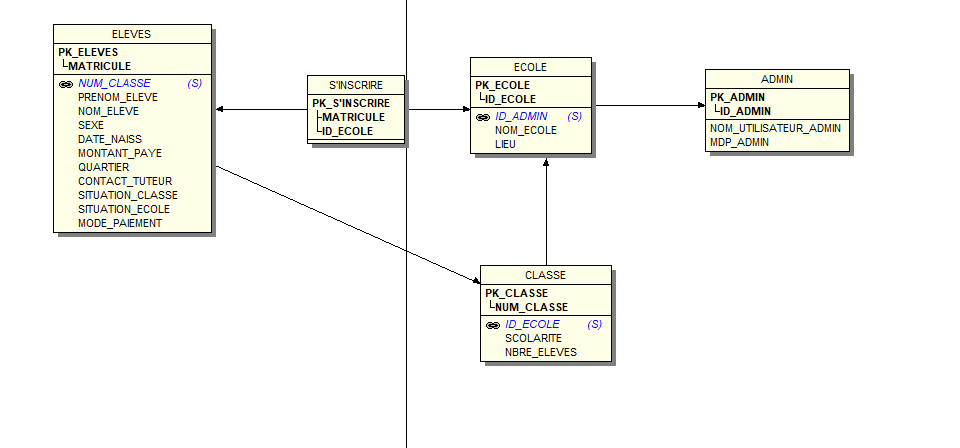 ELEVES
PK_ELEVES
MATRICULE
NUM_CLASSE (S)
PRENOM_ELEVE
NOM_ELEVE
SEXE
DATE_NAISS
MONTANT_PAYE
QUARTIER
CONTACT_TUTEUR
SITUATION_CLASSE
SITUATION_ECOLE
MODE_PAIEMENT
S'INSCRIRE
PK_S'INSCRIRE
MATRICULE
ID_ECOLE
ECOLE
PK_ECOLE
ID_ECOLE
ID_ADMIN (S)
NOM_ECOLE
LIEU
ADMIN
PK_ADMIN
ID_ADMIN
NOM_UTILISATEUR_ADMIN
MDP_ADMIN
CLASSE
PK_CLASSE
NUM_CLASSE
ID_ECOLE (S)
SCOLARITE
NBRE_ELEVES